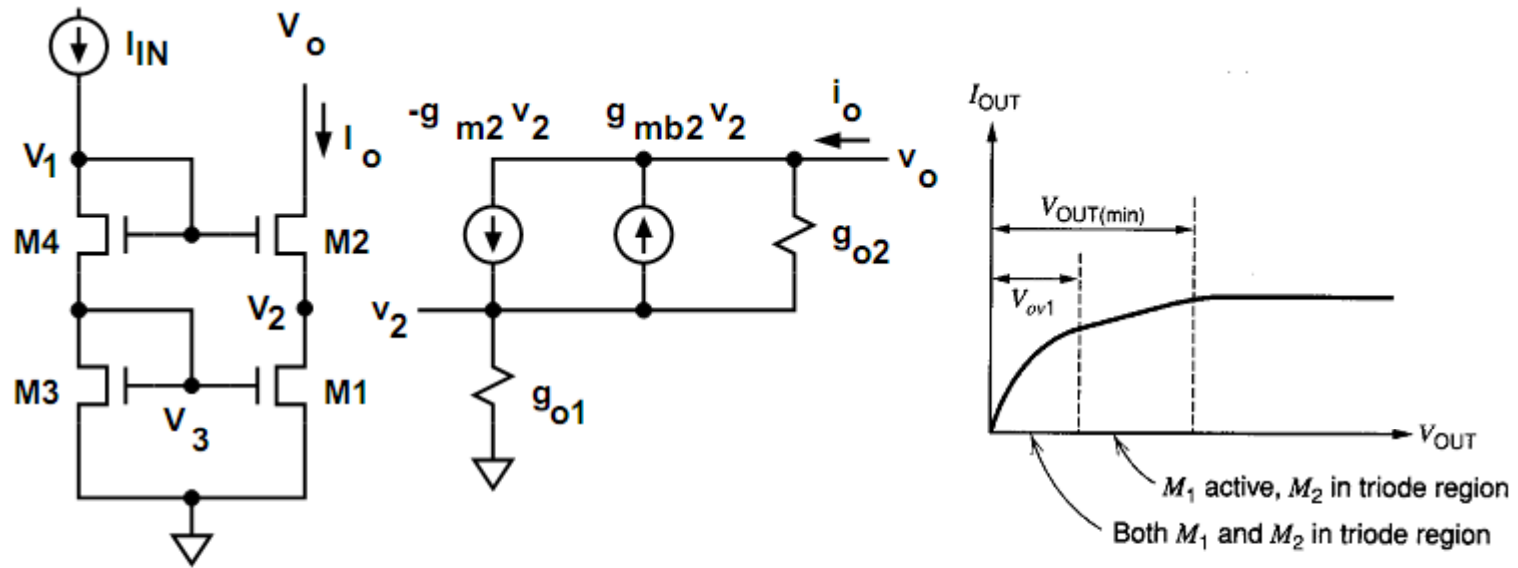 I_IN
V_o
I_o
V_1
M4
M2
V_2
M3
M1
V_3
-g_m2 v_2
g_mb2 v_2
i_o
v_o
g_o2
v_2
g_o1
I_OUT
V_OUT(min)
V_ov1
V_OUT
M_1 active, M_2 in triode region
Both M_1 and M_2 in triode region